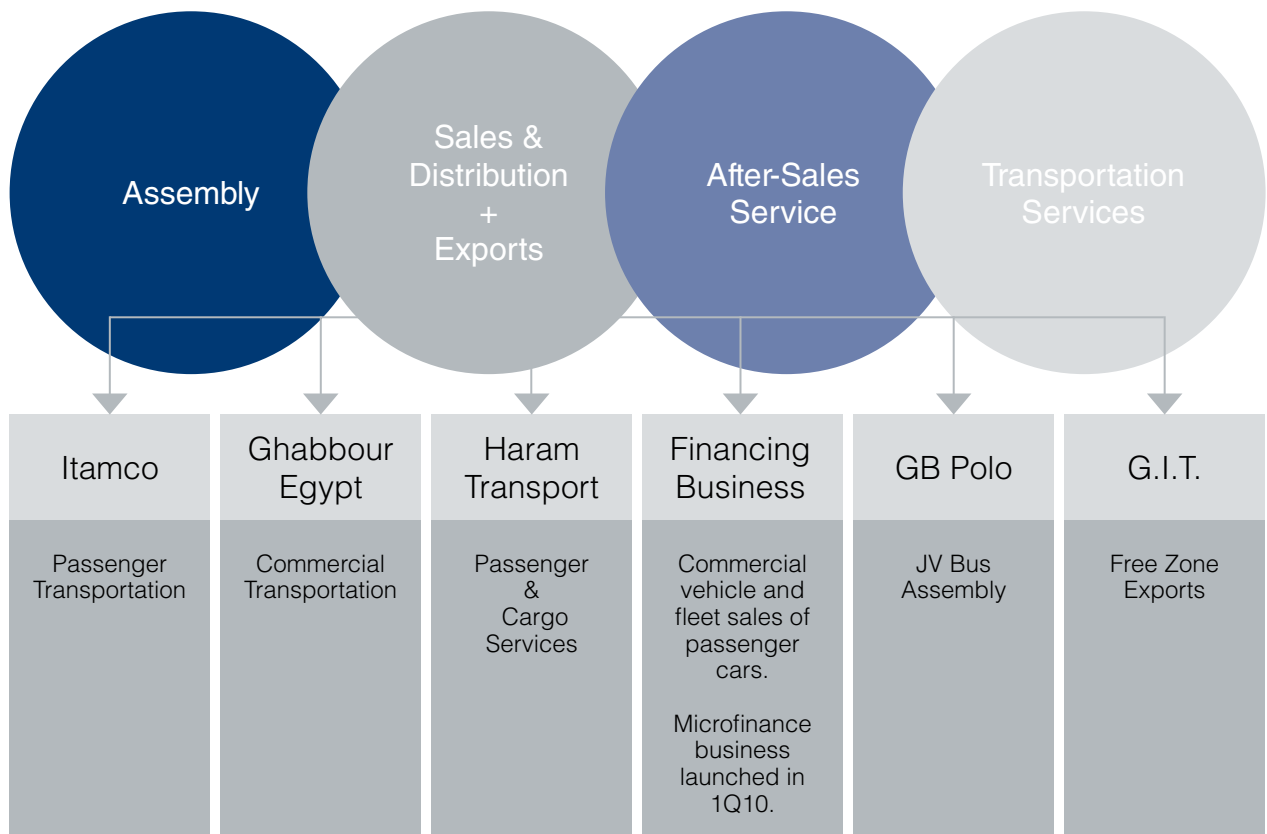 Assembly
Sales &
Distribution
+
Exports
After-Sales
Service
Transportation
Services
Itamco
Passenger
Transportation
Ghabbour
Egypt
Commercial
Transportation
Haram
Transport
Passenger
&
Cargo
Services
Financing
Business
Commercial
vehicle and
fleet sales of
passenger
cars.
Microfinance
business
launched in
1Q10.
GB Polo
JV Bus
Assembly
G.I.T.
Free Zone
Exports